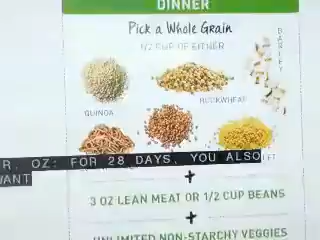 DINNER
Pick a Whole Grain
1/2 CUP OF EITHER
BARLEY
QUINOA
BUCKWHEAT
R. OZ: FOR 28 DAYS, YOU ALSO
WANT
+
3 OZ LEAN MEAT OR 1/2 CUP BEANS
+
UNLIMITED NON-STARCHY VEGGIES